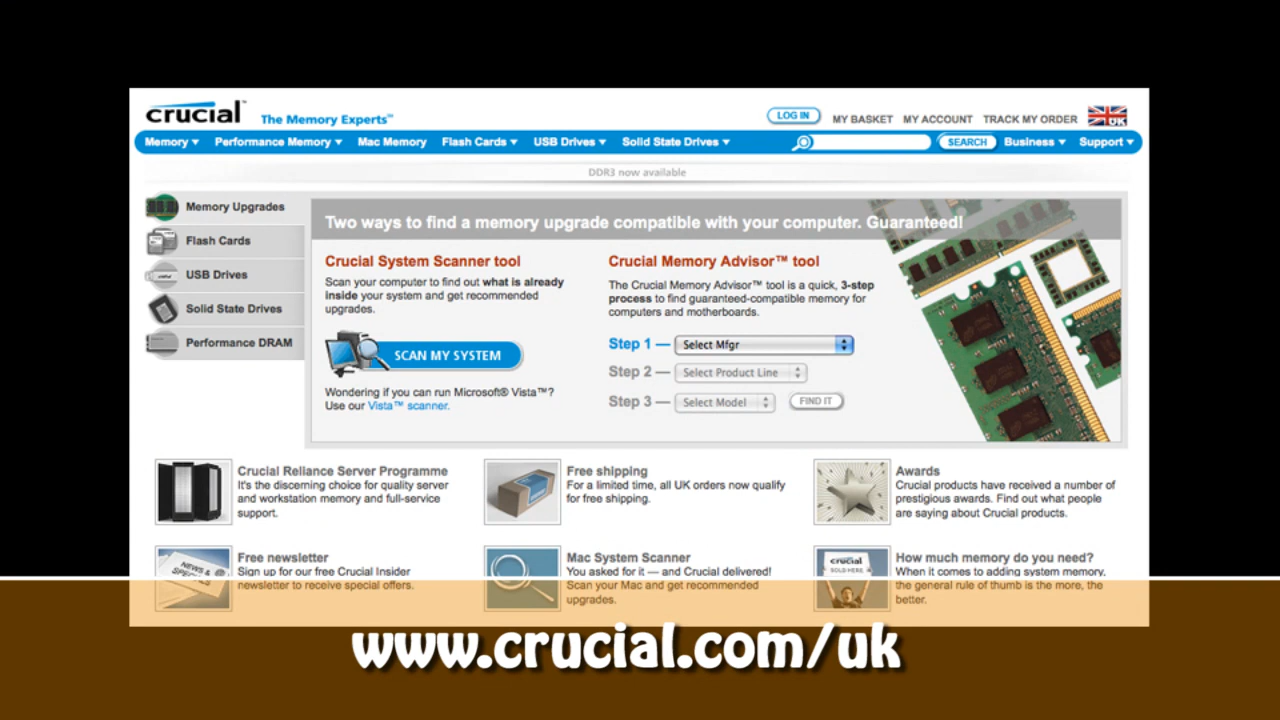 crucial™ The Memory Experts™
LOG IN MY BASKET MY ACCOUNT TRACK MY ORDER UK
Memory Performance Memory Mac Memory Flash Cards USB Drives Solid State Drives SEARCH Business Support
DDR3 now available
Memory Upgrades
Flash Cards
USB Drives
Solid State Drives
Performance DRAM
Two ways to find a memory upgrade compatible with your computer. Guaranteed!
Crucial System Scanner tool
Scan your computer to find out what is already
inside your system and get recommended
upgrades.
SCAN MY SYSTEM
Wondering if you can run Microsoft® Vista™?
Use our Vista™ scanner.
Crucial Memory Advisor™ tool
The Crucial Memory Advisor™ tool is a quick, 3-step
process to find guaranteed-compatible memory for
computers and motherboards.
Step 1 — Select Mfgr
Step 2 — Select Product Line
Step 3 — Select Model FIND IT
Crucial Reliance Server Programme
It's the discerning choice for quality server
and workstation memory and full-service
support.
Free shipping
For a limited time, all UK orders now qualify
for free shipping.
Awards
Crucial products have received a number of
prestigious awards. Find out what people
are saying about Crucial products.
NEWS &
Free newsletter
Sign up for our free Crucial Insider
newsletter to receive special offers.
Mac System Scanner
You asked for it — and Crucial delivered!
Scan your Mac and get recommended
upgrades.
crucial
SOLD HERE
How much memory do you need?
When it comes to adding system memory,
the general rule of thumb is the more, the
better.
www.crucial.com/uk